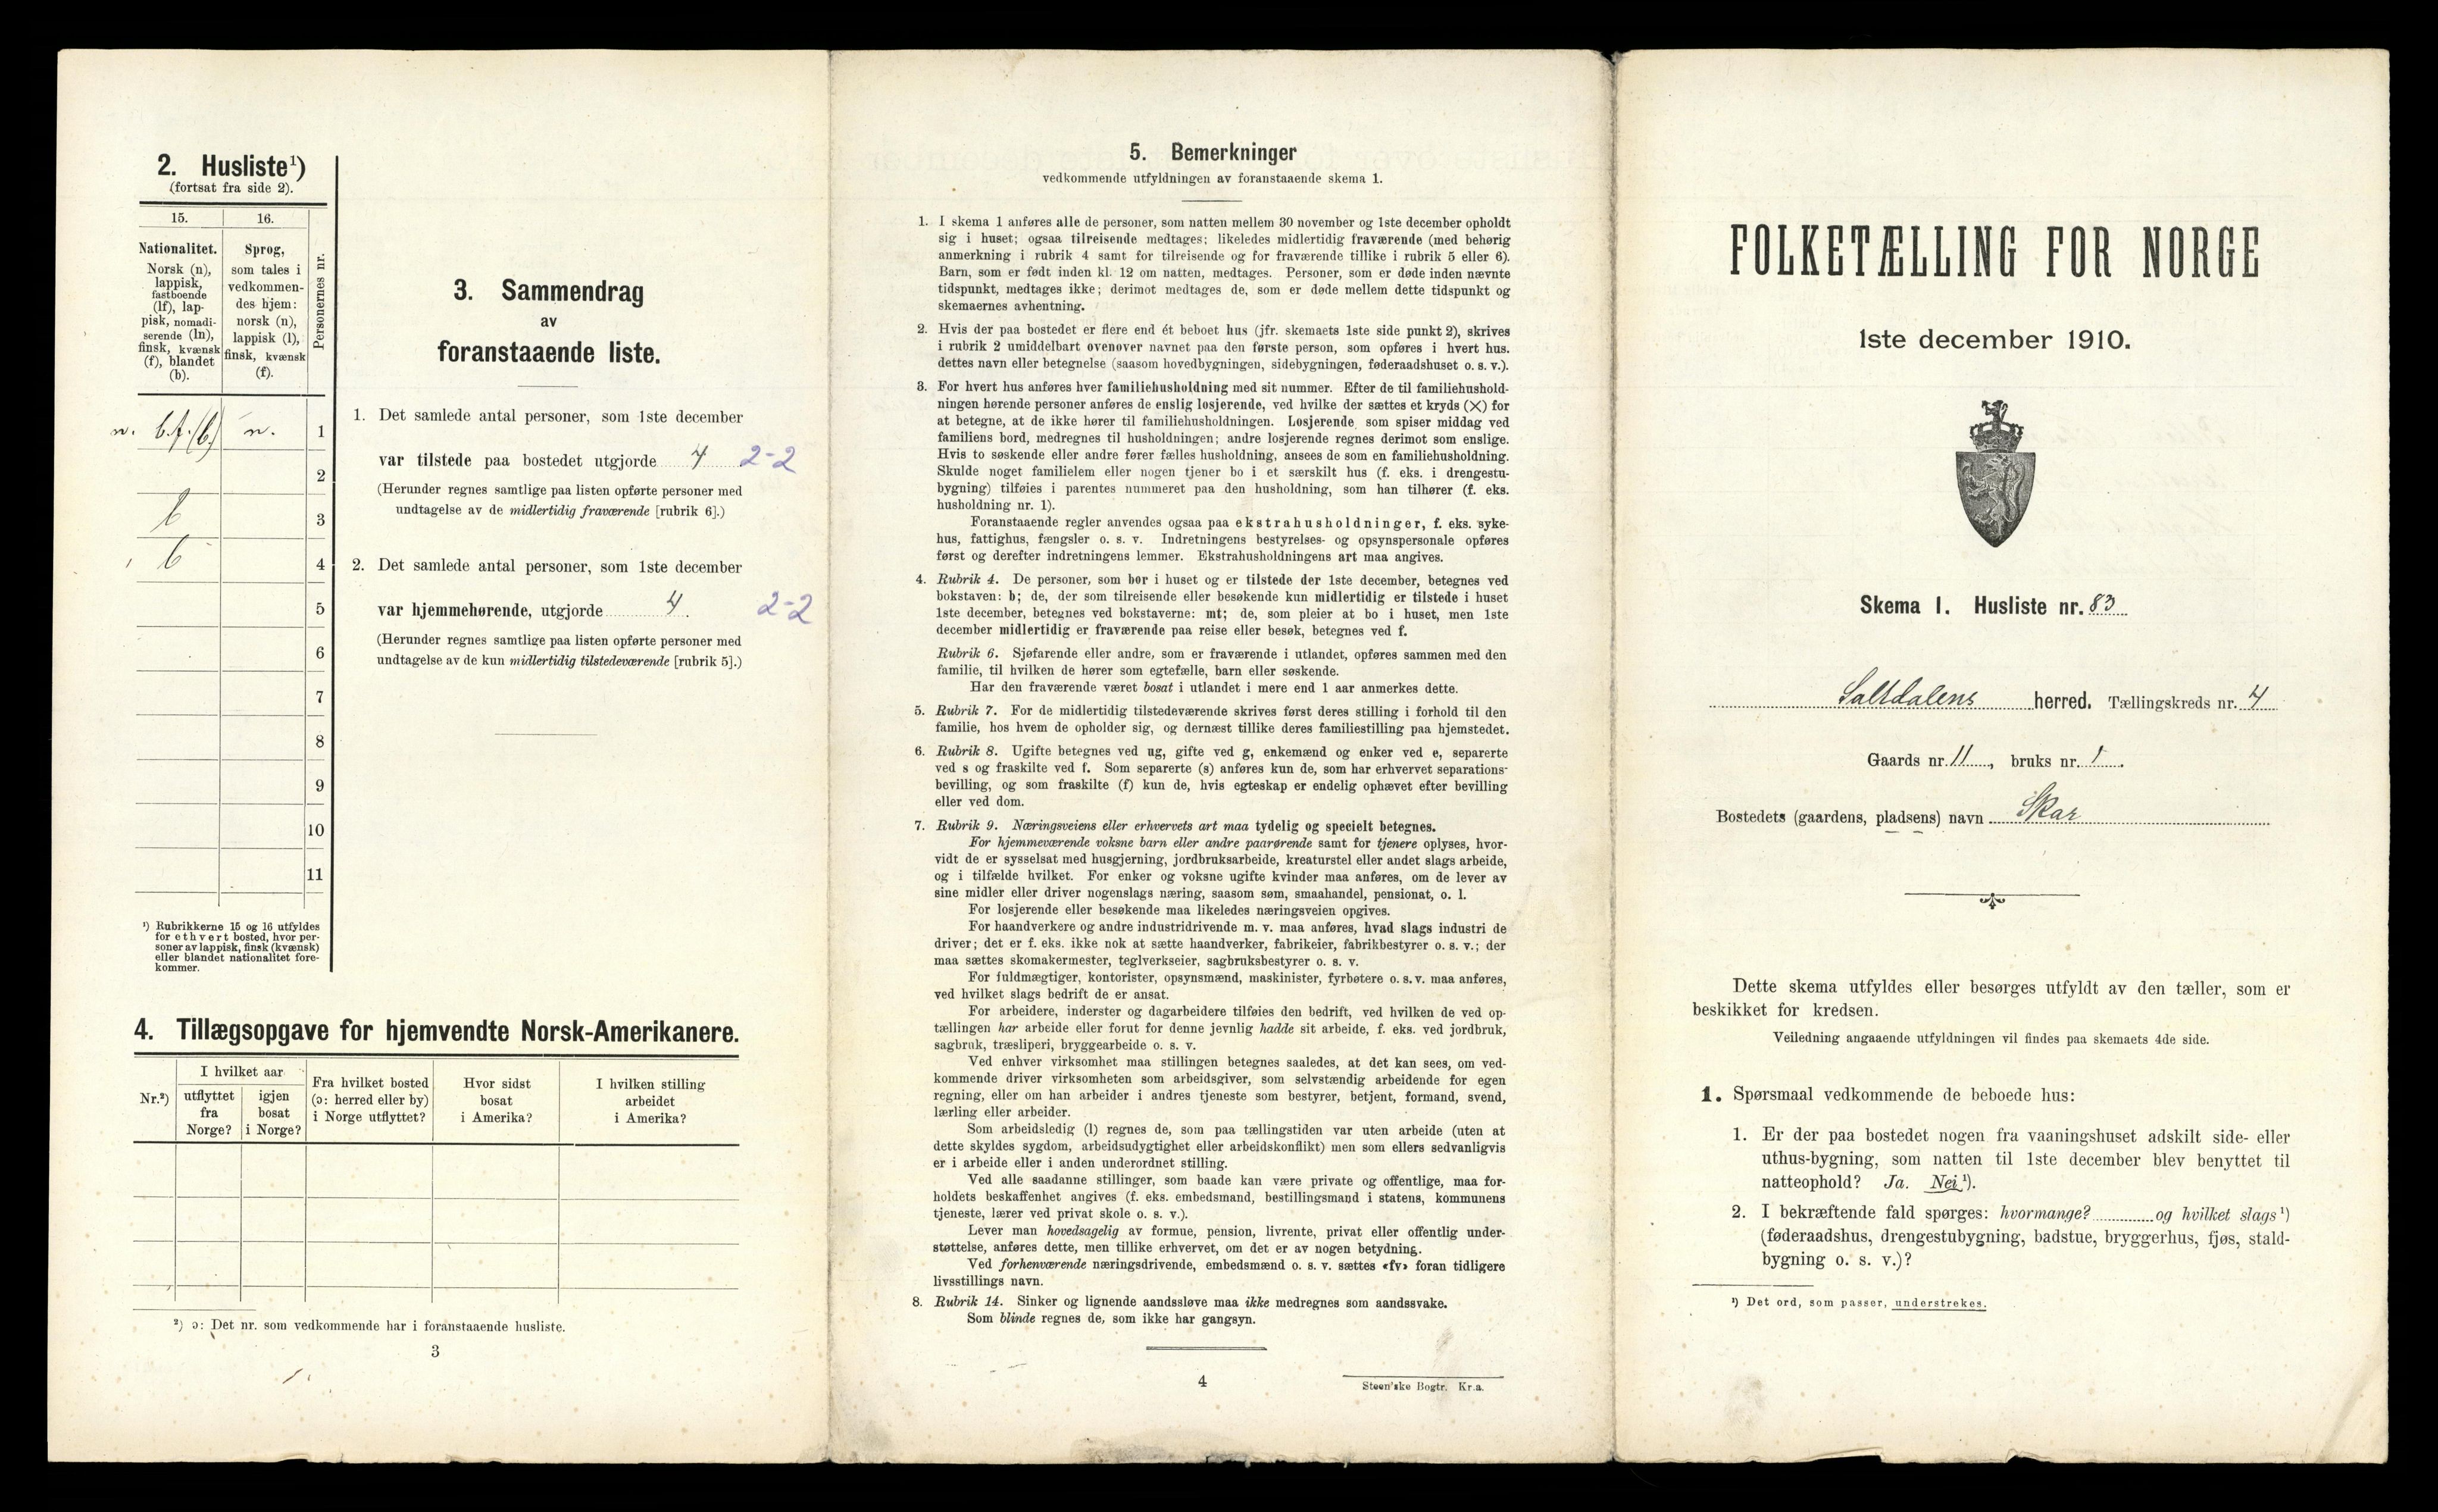 2. Husliste¹)
(fortsat fra side 2).
15.
16.
Personernes nr.
Nationalitet.
Norsk (n),
lappisk,
fastboende
(lf), lap-
pisk, nomadi-
serende (ln),
finsk, kvænsk
(f), blandet
(b).
Sprog,
som tales i
vedkommen-
des hjem:
norsk (n),
lappisk (l),
finsk, kvænsk
(f).
n. b.f. (b) n. 1
2
b 3
b 4
5
6
7
8
9
10
11
¹) Rubrikkerne 15 og 16 utfyldes
for ethvert bosted, hvor per-
soner av lappisk, finsk (kvænsk)
eller blandet nationalitet fore-
kommer.
3. Sammendrag
av
foranstaaende liste.
1. Det samlede antal personer, som 1ste december
var tilstede paa bostedet utgjorde 4 2-2
(Herunder regnes samtlige paa listen opførte personer med
undtagelse av de midlertidig fraværende [rubrik 6].)
2. Det samlede antal personer, som 1ste december
var hjemmehørende, utgjorde 4. 2-2
(Herunder regnes samtlige paa listen opførte personer med
undtagelse av de kun midlertidig tilstedeværende [rubrik 5].)
4. Tillægsopgave for hjemvendte Norsk-Amerikanere.
Nr.²)
I hvilket aar
utflyttet
fra
Norge?
igjen
bosat
i Norge?
Fra hvilket bosted
(ɔ: herred eller by)
i Norge utflyttet?
Hvor sidst
bosat
i Amerika?
I hvilken stilling
arbeidet
i Amerika?
²) ɔ: Det nr. som vedkommende har i foranstaaende husliste.
3
5. Bemerkninger
vedkommende utfyldningen av foranstaaende skema 1.
1. I skema 1 anføres alle de personer, som natten mellem 30 november og 1ste december opholdt
sig i huset; ogsaa tilreisende medtages; likeledes midlertidig fraværende (med behørig
anmerkning i rubrik 4 samt for tilreisende og for fraværende tillike i rubrik 5 eller 6).
Barn, som er født inden kl. 12 om natten, medtages. Personer, som er døde inden nævnte
tidspunkt, medtages ikke; derimot medtages de, som er døde mellem dette tidspunkt og
skemaernes avhentning.
2. Hvis der paa bostedet er flere end ét beboet hus (jfr. skemaets 1ste side punkt 2), skrives
i rubrik 2 umiddelbart ovenover navnet paa den første person, som opføres i hvert hus.
dettes navn eller betegnelse (saasom hovedbygningen, sidebygningen, føderaadshuset o. s. v.).
3. For hvert hus anføres hver familiehusholdning med sit nummer. Efter de til familiehushold-
ningen hørende personer anføres de enslig losjerende, ved hvilke der sættes et kryds (×) for
at betegne, at de ikke hører til familiehusholdningen. Losjerende som spiser middag ved
familiens bord, medregnes til husholdningen; andre losjerende regnes derimot som enslige.
Hvis to søskende eller andre fører fælles husholdning, ansees de som en familiehusholdning.
Skulde noget familielem eller nogen tjener bo i et særskilt hus (f. eks. i drengestu-
bygning) tilføies i parentes nummeret paa den husholdning, som han tilhører (f. eks.
husholdning nr. 1).
Foranstaaende regler anvendes ogsaa paa ekstrahusholdninger, f. eks. syke-
hus, fattighus, fængsler o. s. v. Indretningens bestyrelses- og opsynspersonale opføres
først og derefter indretningens lemmer. Ekstrahusholdningens art maa angives.
4. Rubrik 4. De personer, som bor i huset og er tilstede der 1ste december, betegnes ved
bokstaven: b; de, der som tilreisende eller besøkende kun midlertidig er tilstede i huset
1ste december, betegnes ved bokstaverne: mt; de, som pleier at bo i huset, men 1ste
december midlertidig er fraværende paa reise eller besøk, betegnes ved f.
Rubrik 6. Sjøfarende eller andre, som er fraværende i utlandet, opføres sammen med den
familie, til hvilken de hører som egtefælle, barn eller søskende.
Har den fraværende været bosat i utlandet i mere end 1 aar anmerkes dette.
5. Rubrik 7. For de midlertidig tilstedeværende skrives først deres stilling i forhold til den
familie, hos hvem de opholder sig, og dernæst tillike deres familiestilling paa hjemstedet.
6. Rubrik 8. Ugifte betegnes ved ug, gifte ved g, enkemænd og enker ved e, separerte
ved s og fraskilte ved f. Som separerte (s) anføres kun de, som har erhvervet separations-
bevilling, og som fraskilte (f) kun de, hvis egteskap er endelig ophævet efter bevilling
eller ved dom.
7. Rubrik 9. Næringsveiens eller erhvervets art maa tydelig og specielt betegnes.
For hjemmeværende voksne barn eller andre paarørende samt for tjenere oplyses, hvor-
vidt de er sysselsat med husgjerning, jordbruksarbeide, kreaturstel eller andet slags arbeide,
og i tilfælde hvilket. For enker og voksne ugifte kvinder maa anføres, om de lever av
sine midler eller driver nogenslags næring, saasom søm, smaahandel, pensionat, o. l.
For losjerende eller besøkende maa likeledes næringsveien opgives.
For haandverkere og andre industridrivende m. v. maa anføres, hvad slags industri de
driver; det er f. eks. ikke nok at sætte haandverker, fabrikeier, fabrikbestyrer o. s. v.; der
maa sættes skomakermester, teglverkseier, sagbruksbestyrer o. s. v.
For fuldmægtiger, kontorister, opsynsmænd, maskinister, fyrbøtere o. s. v. maa anføres,
ved hvilket slags bedrift de er ansat.
For arbeidere, inderster og dagarbeidere tilføies den bedrift, ved hvilken de ved op-
tællingen har arbeide eller forut for denne jevnlig hadde sit arbeide, f. eks. ved jordbruk,
sagbruk, træsliperi, bryggearbeide o. s. v.
Ved enhver virksomhet maa stillingen betegnes saaledes, at det kan sees, om ved-
kommende driver virksomheten som arbeidsgiver, som selvstændig arbeidende for egen
regning, eller om han arbeider i andres tjeneste som bestyrer, betjent, formand, svend,
lærling eller arbeider.
Som arbeidsledig (l) regnes de, som paa tællingstiden var uten arbeide (uten at
dette skyldes sygdom, arbeidsudygtighet eller arbeidskonflikt) men som ellers sedvanligvis
er i arbeide eller i anden underordnet stilling.
Ved alle saadanne stillinger, som baade kan være private og offentlige, maa for-
holdets beskaffenhet angives (f. eks. embedsmand, bestillingsmand i statens, kommunens
tjeneste, lærer ved privat skole o. s. v.).
Lever man hovedsagelig av formue, pension, livrente, privat eller offentlig under-
støttelse, anføres dette, men tillike erhvervet, om det er av nogen betydning.
Ved forhenværende næringsdrivende, embedsmænd o. s. v. sættes «fv» foran tidligere
livsstillings navn.
8. Rubrik 14. Sinker og lignende aandssløve maa ikke medregnes som aandssvake.
Som blinde regnes de, som ikke har gangsyn.
4
Steen'ske Bogtr. Kr.a.
FOLKETÆLLING FOR NORGE
1ste december 1910.
Skema 1. Husliste nr. 83
Saltdalens herred. Tællingskreds nr. 4
Gaards nr. 11, bruks nr. 1.
Bostedets (gaardens, pladsens) navn Skar
Dette skema utfyldes eller besørges utfyldt av den tæller, som er
beskikket for kredsen.
Veiledning angaaende utfyldningen vil findes paa skemaets 4de side.
1. Spørsmaal vedkommende de beboede hus:
1. Er der paa bostedet nogen fra vaaningshuset adskilt side- eller
uthus-bygning, som natten til 1ste december blev benyttet til
natteophold? Ja. Nei¹).
2. I bekræftende fald spørges: hvormange? og hvilket slags¹)
(føderaadshus, drengestubygning, badstue, bryggerhus, fjøs, stald-
bygning o. s. v.)?
¹) Det ord, som passer, understrekes.